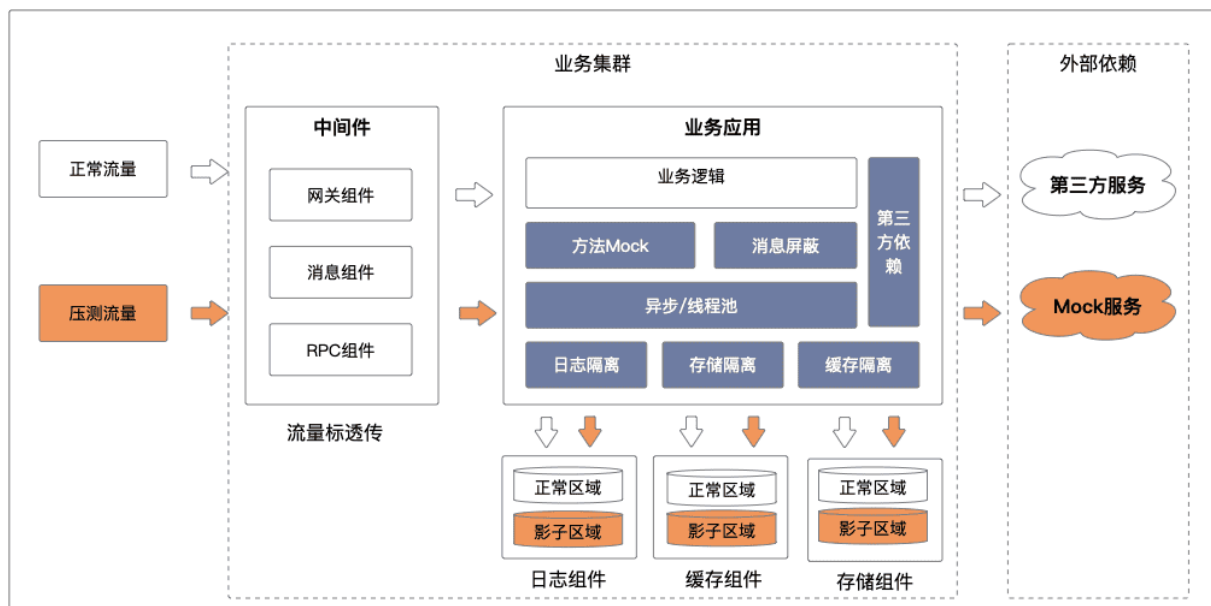 业务集群
外部依赖
中间件
业务应用
正常流量
网关组件
业务逻辑
第三
方依
赖
第三方服务
方法Mock
消息屏蔽
消息组件
压测流量
异步/线程池
Mock服务
RPC组件
日志隔离
存储隔离
缓存隔离
流量标透传
正常区域
正常区域
正常区域
影子区域
影子区域
影子区域
日志组件
缓存组件
存储组件